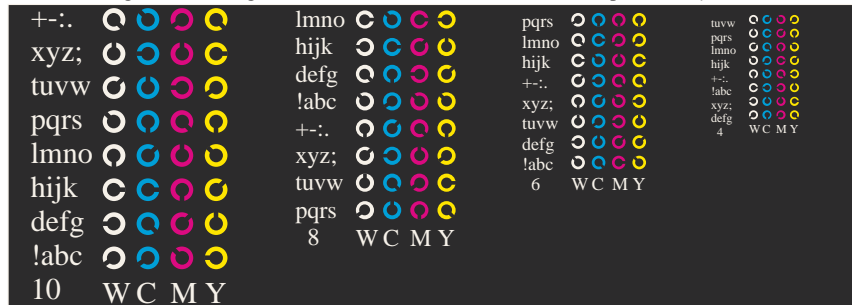 +-:.
xyz;
tuvw
pqrs
lmno
hijk
defg
!abc
10 W C M Y
lmno
hijk
defg
!abc
+-:.
xyz;
tuvw
pqrs
8 W C M Y
pqrs
lmno
hijk
+-:.
xyz;
tuvw
defg
!abc
6 W C M Y
tuvw
pqrs
lmno
hijk
+-:.
!abc
xyz;
defg
4 W C M Y